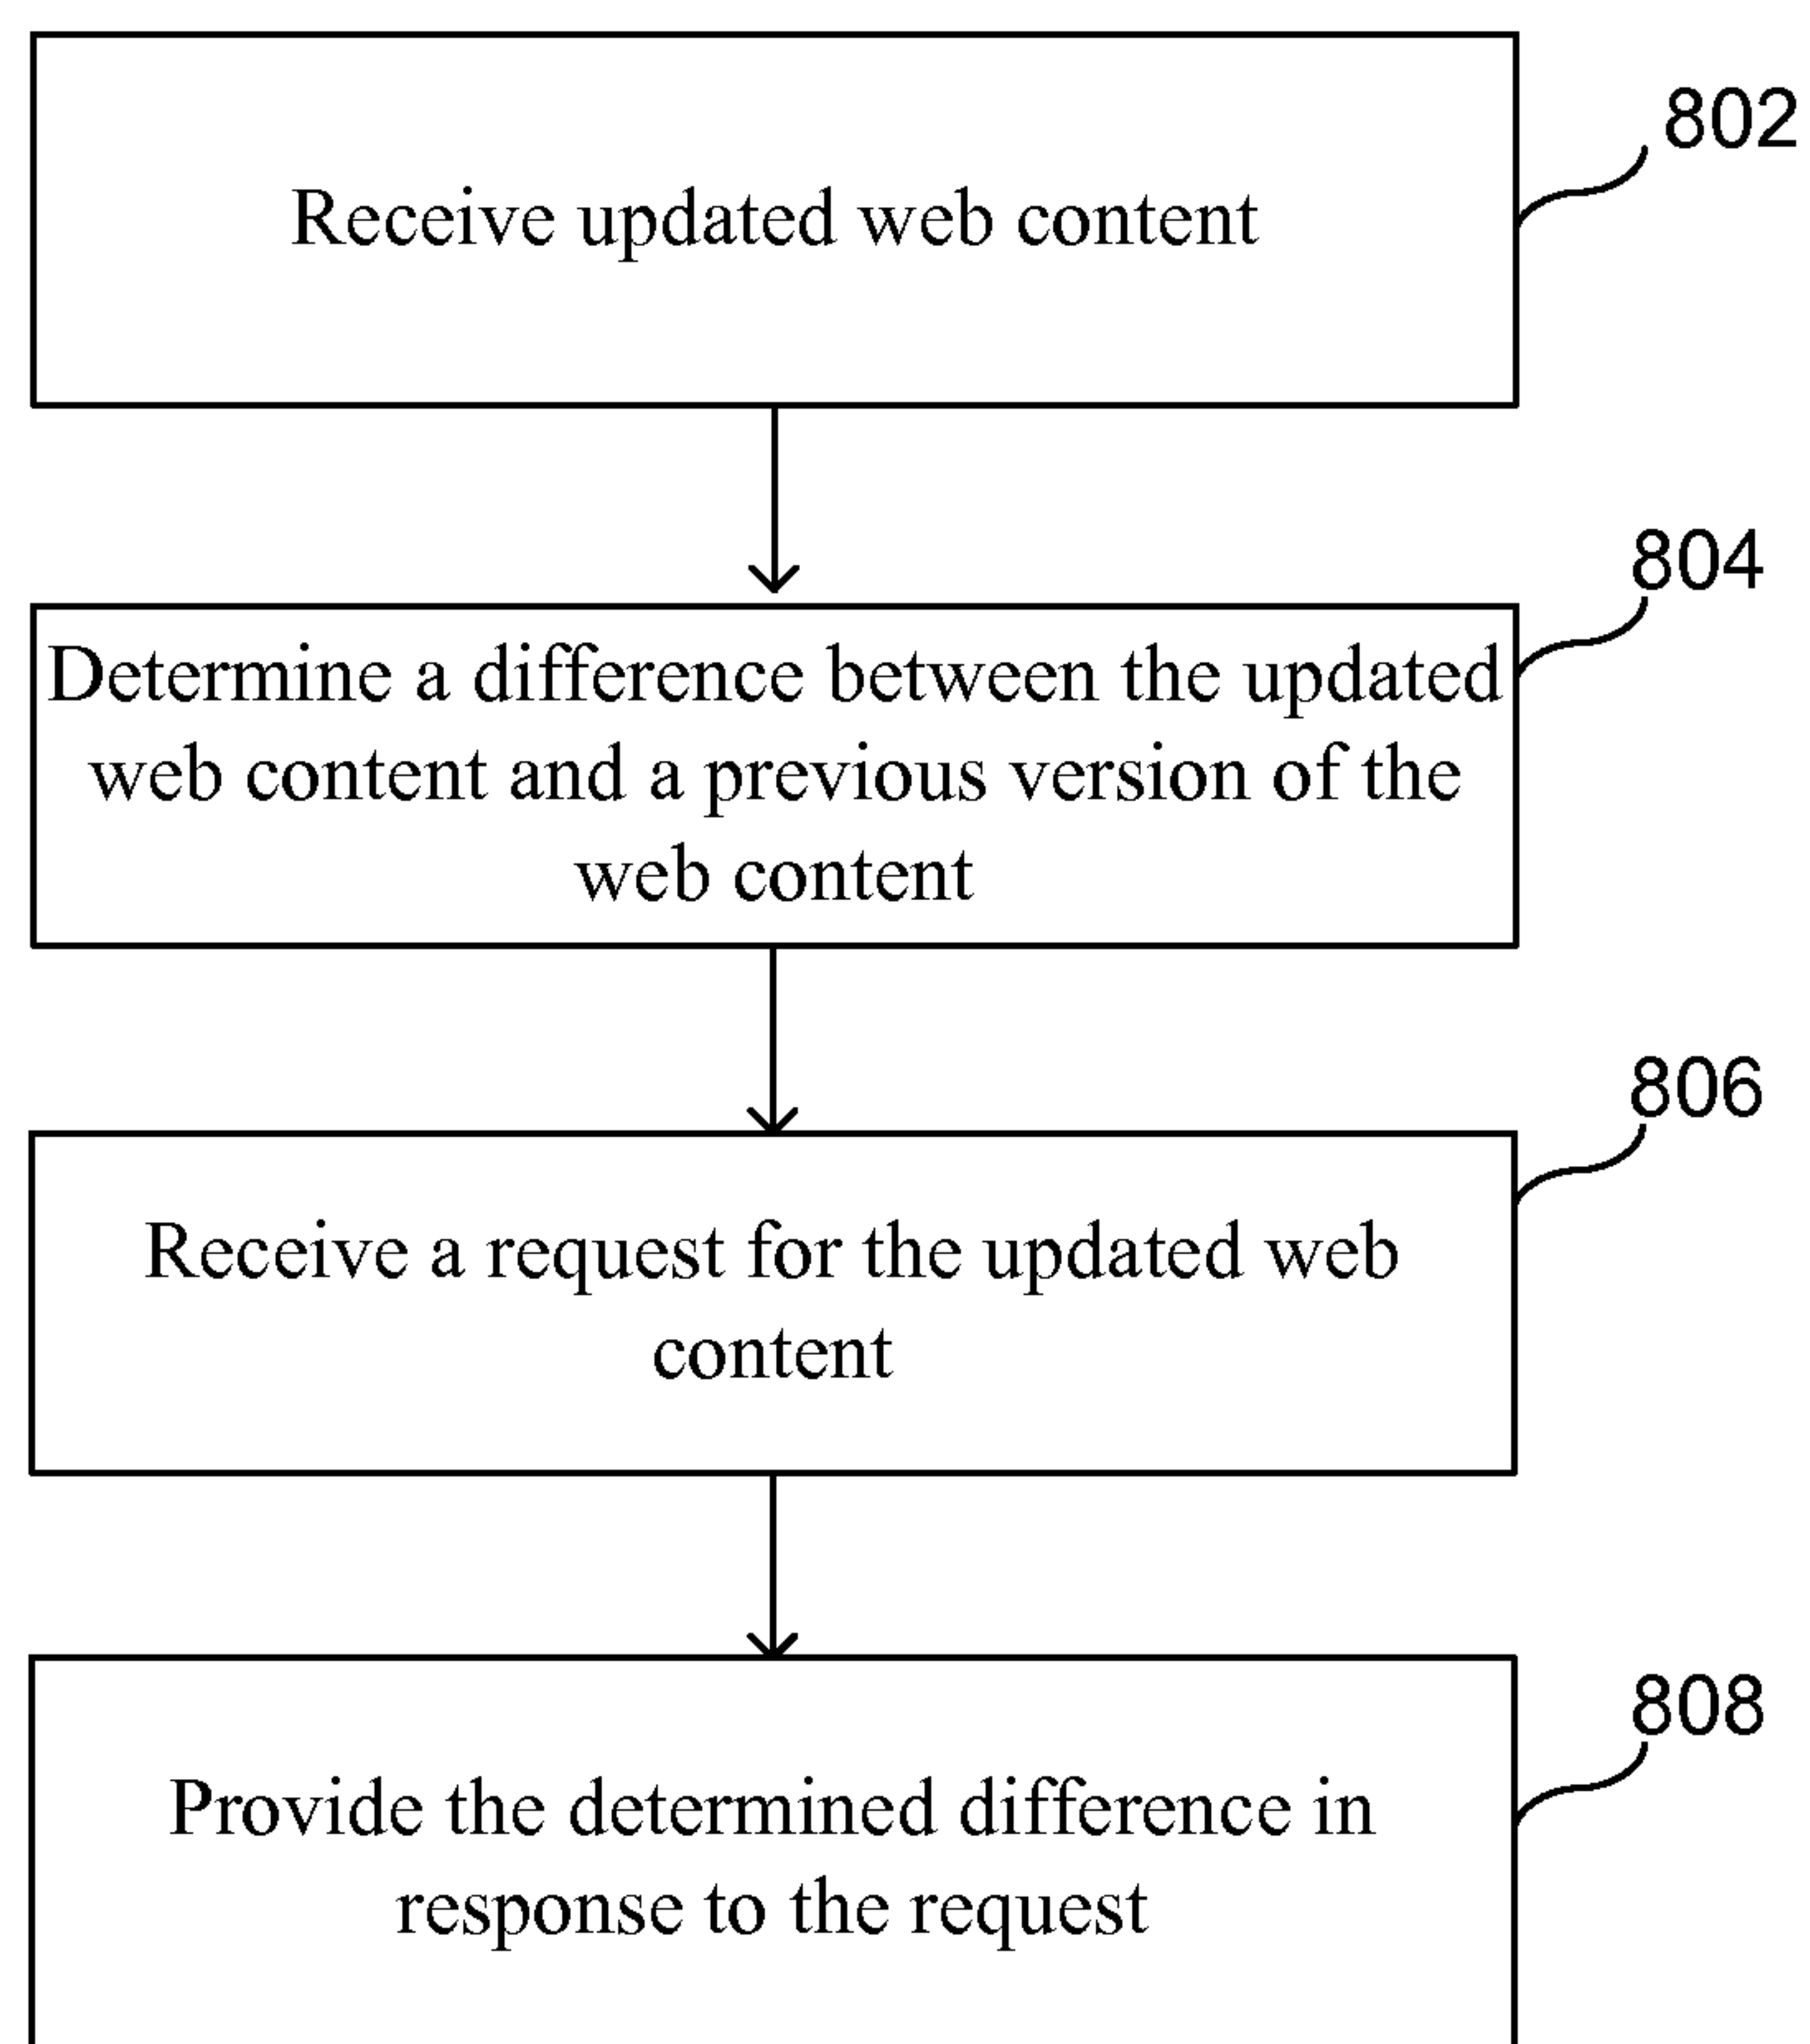 802
Receive updated web content
804
Determine a difference between the updated
web content and a previous version of the
web content
806
Receive a request for the updated web
content
808
Provide the determined difference in
response to the request